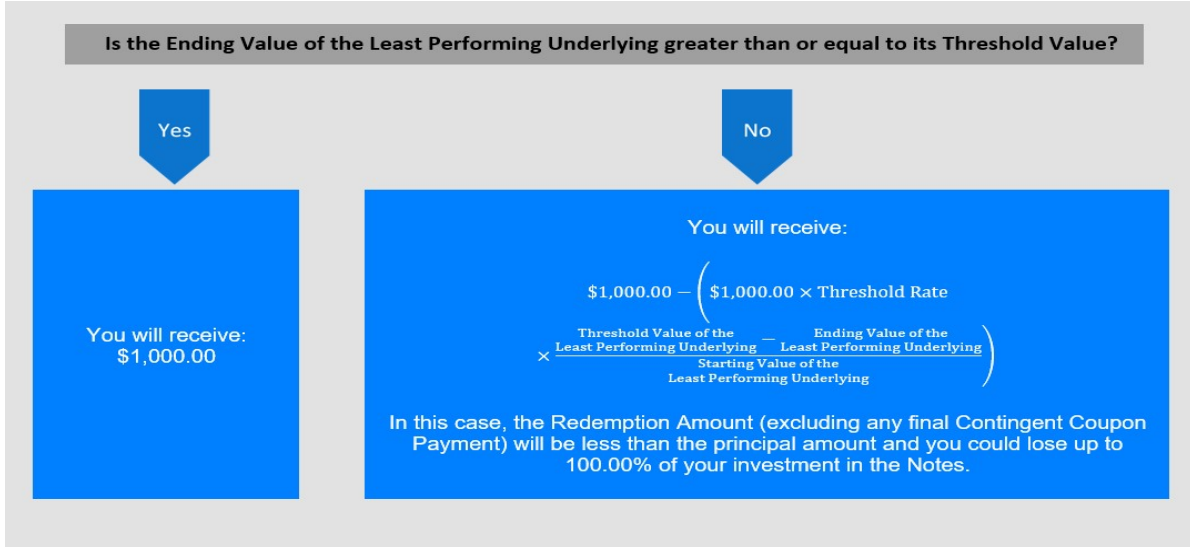 Is the Ending Value of the Least Performing Underlying greater than or equal to its Threshold Value?
Yes
No
You will receive:
$1,000.00
You will receive:
$1,000.00 − ($1,000.00 × Threshold Rate
× Threshold Value of the Least Performing Underlying − Ending Value of the Least Performing Underlying
Starting Value of the Least Performing Underlying)
In this case, the Redemption Amount (excluding any final Contingent Coupon
Payment) will be less than the principal amount and you could lose up to
100.00% of your investment in the Notes.